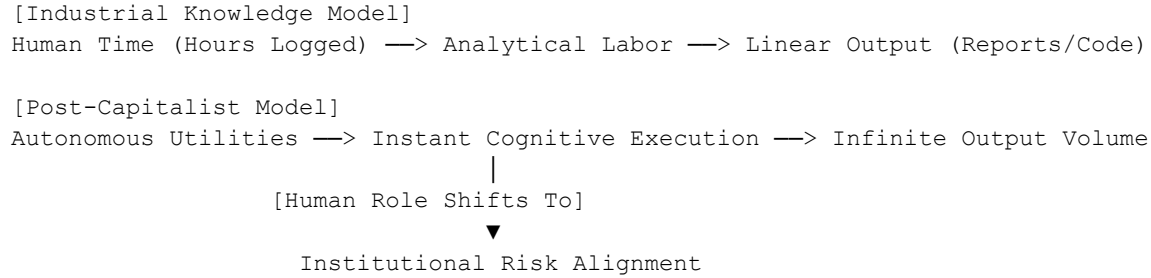 [Industrial Knowledge Model]
Human Time (Hours Logged) ──> Analytical Labor ──> Linear Output (Reports/Code)
[Post-Capitalist Model]
Autonomous Utilities ──> Instant Cognitive Execution ──> Infinite Output Volume
│
[Human Role Shifts To]
▼
Institutional Risk Alignment